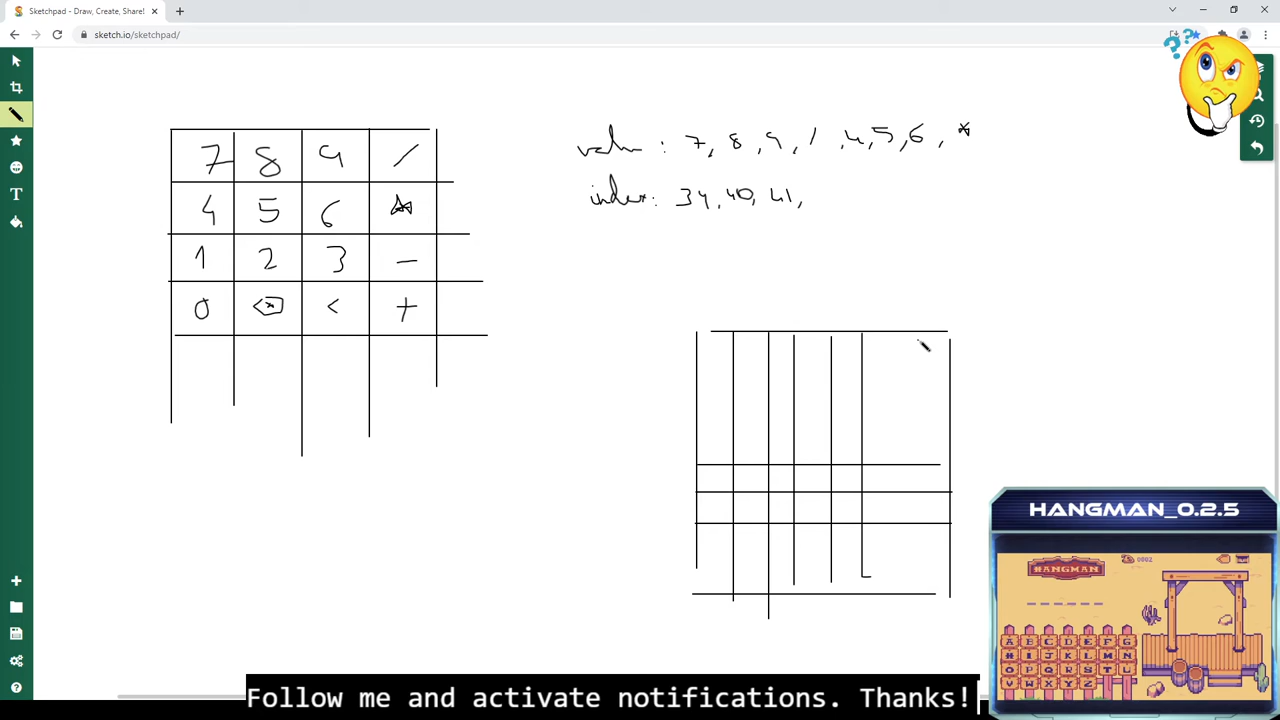 Sketchpad - Draw, Create, Share!
sketch.io/sketchpad/
7 8 9 /
4 5 6 *
1 2 3 -
0 < +
value : 7, 8, 9, /, 4, 5, 6, *
index: 39, 40, 41,
HANGMAN_0.2.5
HANGMAN
A B C D E F G
H I J K L M N
O P Q R S T U
V W X Y Z
Follow me and activate notifications. Thanks!